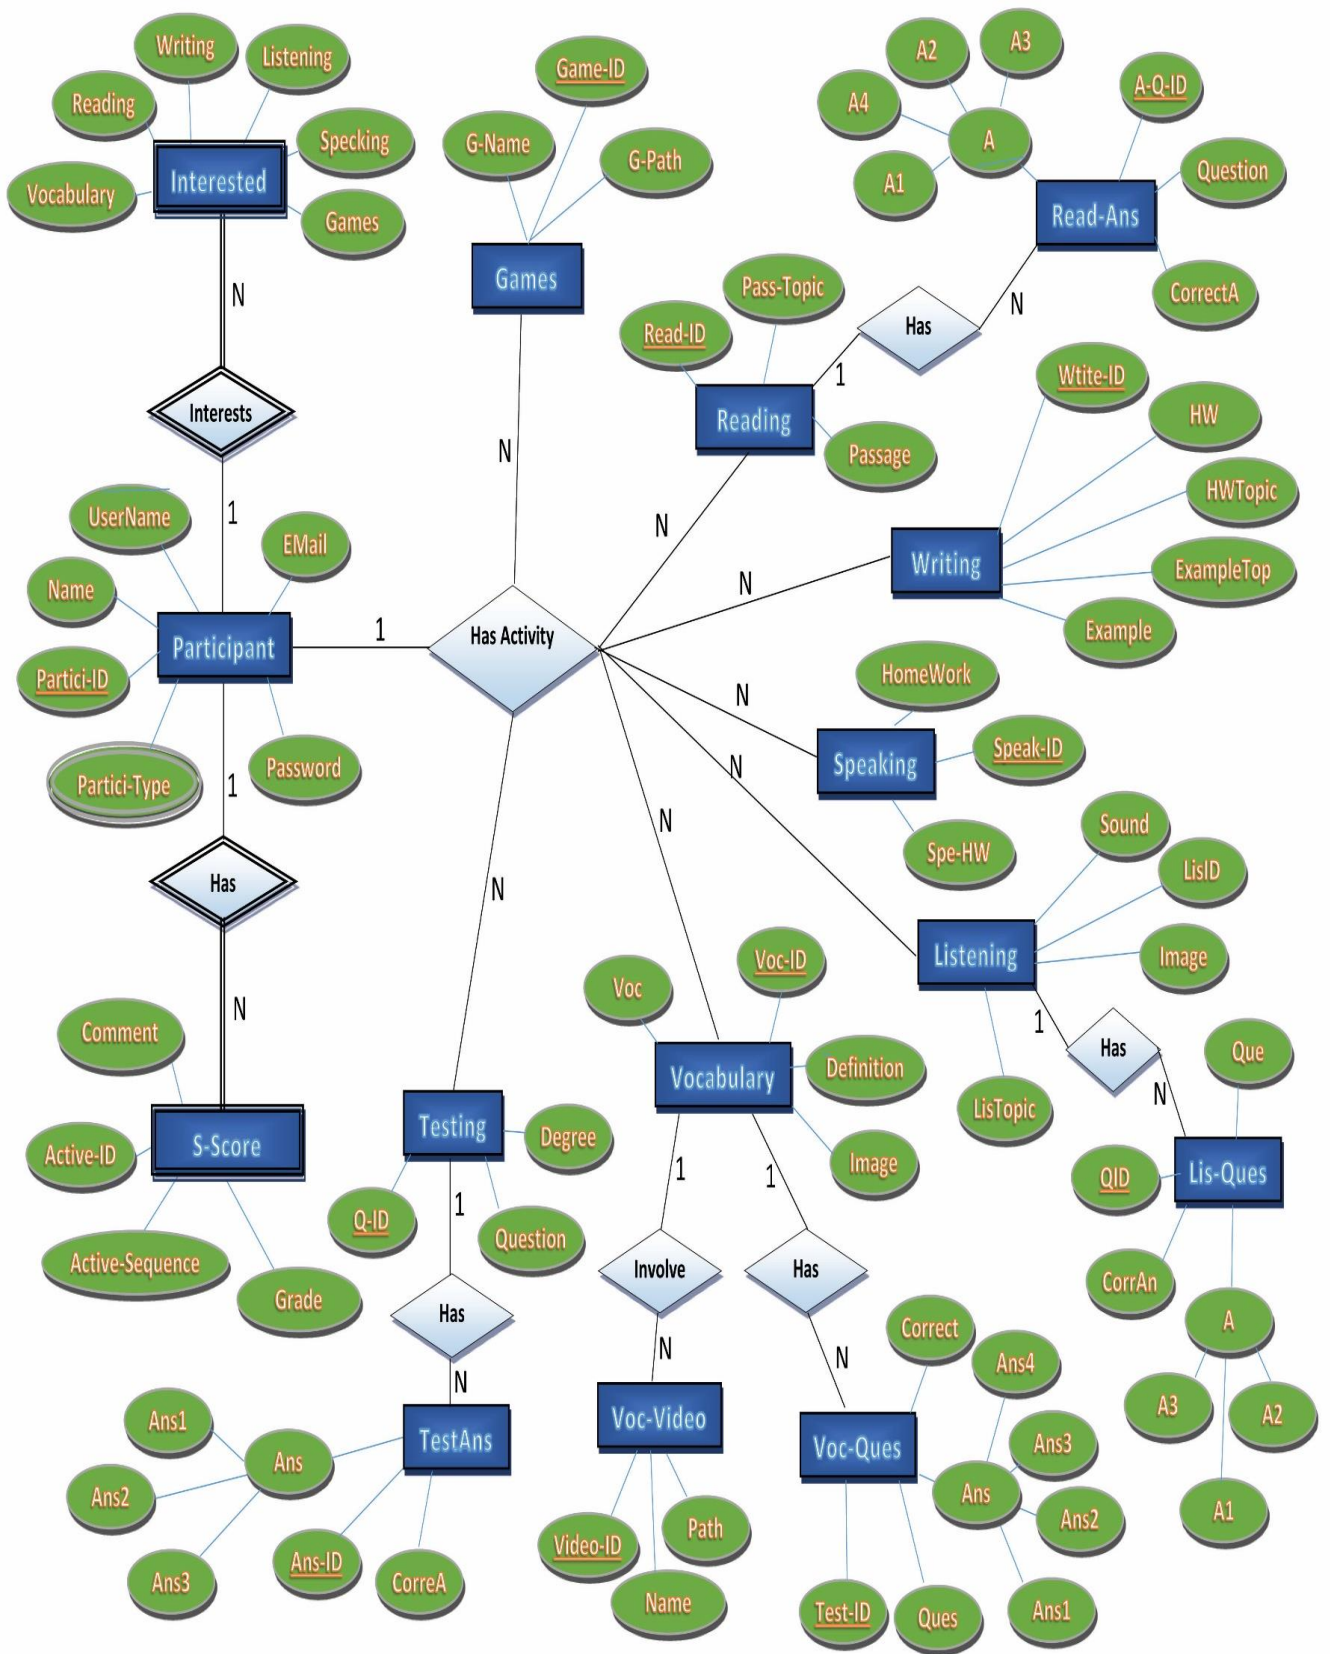 Writing
Listening
Reading
Specking
Interested
Vocabulary
Games
N
Interests
1
UserName
EMail
Name
Participant
Partici-ID
Partici-Type
Password
1
Has
N
Comment
S-Score
Active-ID
Active-Sequence
Grade
Game-ID
G-Name
G-Path
Games
N
Has Activity
1
A2
A3
A4
A
A-Q-ID
A1
Question
Read-Ans
CorrectA
Pass-Topic
Read-ID
Has
N
1
Reading
Passage
N
Wtite-ID
HW
HWTopic
Writing
ExampleTop
Example
N
HomeWork
Speak-ID
Speaking
Spe-HW
N
N
Sound
LisID
Listening
Image
LisTopic
1
Has
N
Que
QID
Lis-Ques
CorrAn
A
A3
A2
A1
N
Voc
Voc-ID
Vocabulary
Definition
Image
1
1
Involve
Has
N
N
Voc-Video
Video-ID
Path
Name
Correct
Ans4
Voc-Ques
Ans3
Ans
Ans2
Test-ID
Ques
Ans1
N
Testing
Degree
Q-ID
Question
1
Has
N
TestAns
Ans1
Ans
Ans2
Ans3
Ans-ID
CorreA